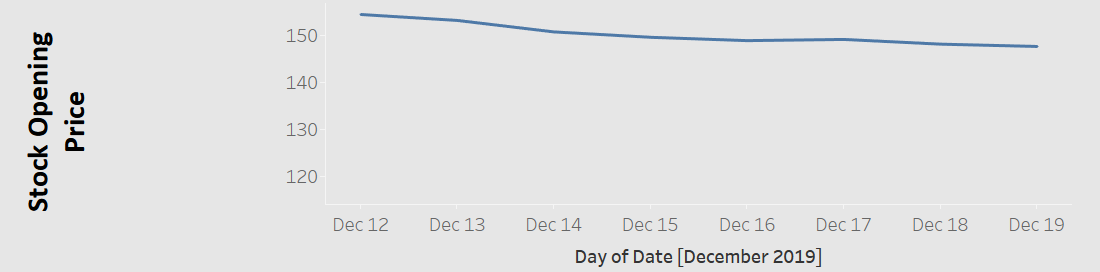 Stock Opening
Price
150
140
130
120
Dec 12 Dec 13 Dec 14 Dec 15 Dec 16 Dec 17 Dec 18 Dec 19
Day of Date [December 2019]